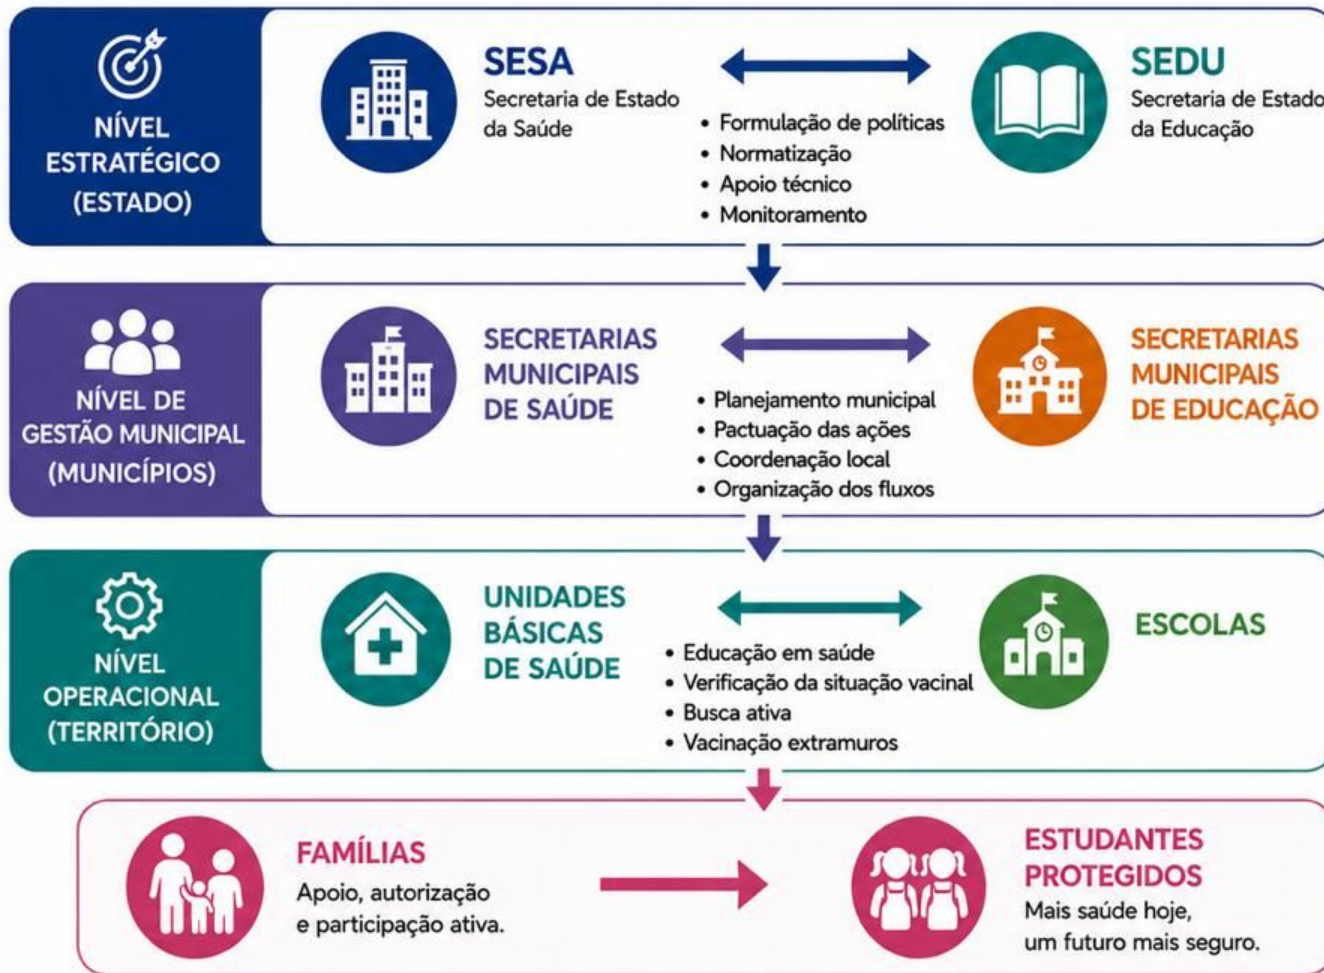 NÍVEL
ESTRATÉGICO
(ESTADO)
SESA
Secretaria de Estado
da Saúde
• Formulação de políticas
• Normatização
• Apoio técnico
• Monitoramento
SEDU
Secretaria de Estado
da Educação
NÍVEL DE
GESTÃO MUNICIPAL
(MUNICÍPIOS)
SECRETARIAS
MUNICIPAIS
DE SAÚDE
• Planejamento municipal
• Pactuação das ações
• Coordenação local
• Organização dos fluxos
SECRETARIAS
MUNICIPAIS
DE EDUCAÇÃO
NÍVEL
OPERACIONAL
(TERRITÓRIO)
UNIDADES
BÁSICAS
DE SAÚDE
• Educação em saúde
• Verificação da situação vacinal
• Busca ativa
• Vacinação extramuros
ESCOLAS
FAMÍLIAS
Apoio, autorização
e participação ativa.
ESTUDANTES
PROTEGIDOS
Mais saúde hoje,
um futuro mais seguro.